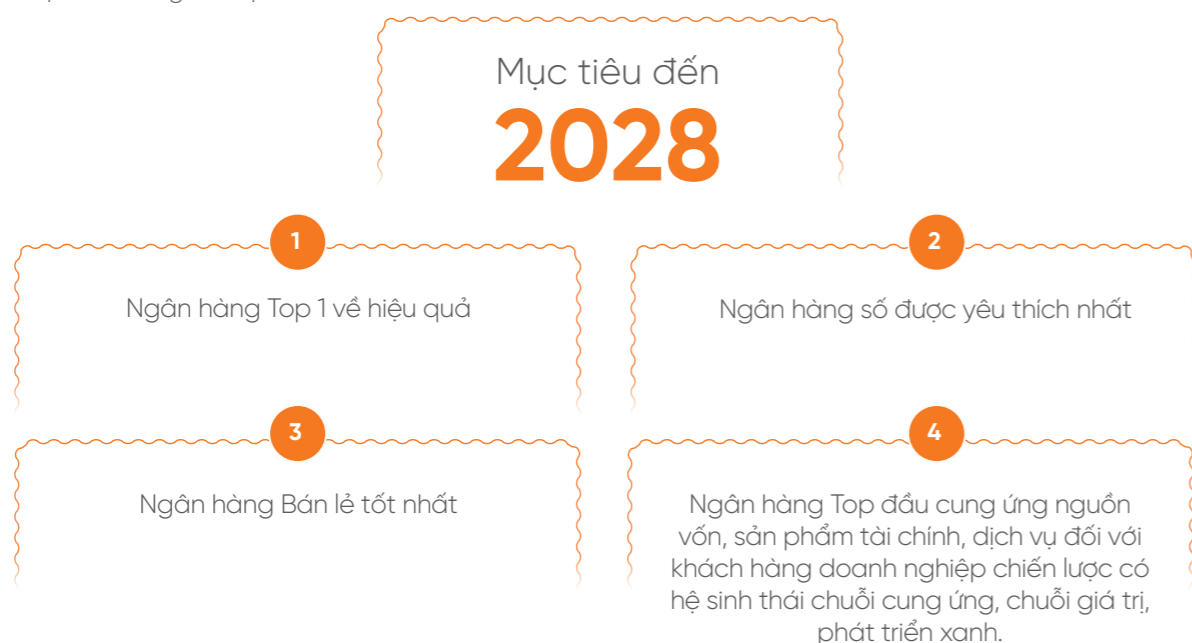 Mục tiêu đến
2028
1
Ngân hàng Top 1 về hiệu quả
2
Ngân hàng số được yêu thích nhất
3
Ngân hàng Bán lẻ tốt nhất
4
Ngân hàng Top đầu cung ứng nguồn
vốn, sản phẩm tài chính, dịch vụ đối với
khách hàng doanh nghiệp chiến lược có
hệ sinh thái chuỗi cung ứng, chuỗi giá trị,
phát triển xanh.